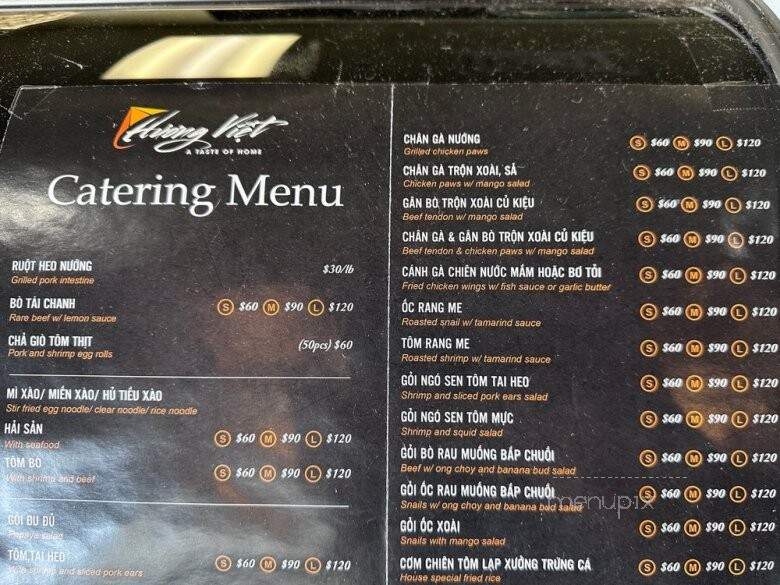 Hương Việt
A TASTE OF HOME
Catering Menu
RUỘT HEO NƯỚNG $30/lb
Grilled pork intestine
BÒ TÁI CHANH S $60 M $90 L $120
Rare beef w/ lemon sauce
CHẢ GIÒ TÔM THỊT (50pcs) $60
Pork and shrimp egg rolls
MÌ XÀO/ MIẾN XÀO/ HỦ TIẾU XÀO
Stir fried egg noodle/ clear noodle/ rice noodle
HẢI SẢN S $60 M $90 L $120
With seafood
TÔM BÒ S $60 M $90 L $120
With shrimp and beef
GỎI ĐU ĐỦ
Papaya salad
TÔM, TAI HEO S $60 M $90 L $120
With shrimp and sliced pork ears
CHÂN GÀ NƯỚNG S $60 M $90 L $120
Grilled chicken paws
CHÂN GÀ TRỘN XOÀI, SẢ S $60 M $90 L $120
Chicken paws w/ mango salad
GÂN BÒ TRỘN XOÀI CỦ KIỆU S $60 M $90 L $120
Beef tendon w/ mango salad
CHÂN GÀ & GÂN BÒ TRỘN XOÀI CỦ KIỆU S $60 M $90 L $120
Beef tendon & chicken paws w/ mango salad
CÁNH GÀ CHIÊN NƯỚC MẮM HOẶC BƠ TỎI S $60 M $90 L $120
Fried chicken wings w/ fish sauce or garlic butter
ỐC RANG ME S $60 M $90 L $120
Roasted snail w/ tamarind sauce
TÔM RANG ME S $60 M $90 L $120
Roasted shrimp w/ tamarind sauce
GỎI NGÓ SEN TÔM TAI HEO S $60 M $90 L $120
Shrimp and sliced pork ears salad
GỎI NGÓ SEN TÔM MỰC S $60 M $90 L $120
Shrimp and squid salad
GỎI BÒ RAU MUỐNG BẮP CHUỐI S $60 M $90 L $120
Beef w/ ong choy and banana bud salad
GỎI ỐC RAU MUỐNG BẮP CHUỐI S $60 M $90 L $120
Snails w/ ong choy and banana bud salad
menupix
GỎI ỐC XOÀI S $60 M $90 L $120
Snails with mango salad
CƠM CHIÊN TÔM LẠP XƯỞNG TRỨNG CÁ S $60 M $90 L $120
House special fried rice